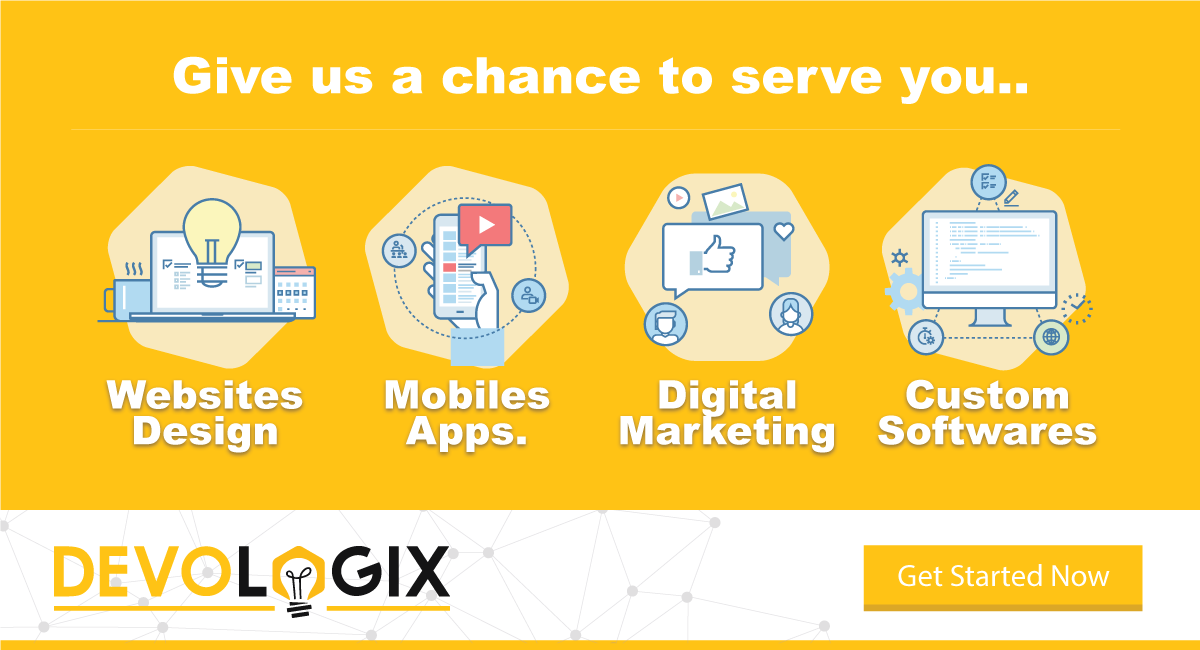 Give us a chance to serve you..
Websites
Design
Mobiles
Apps.
Digital
Marketing
Custom
Softwares
DEVOLOGIX
Get Started Now